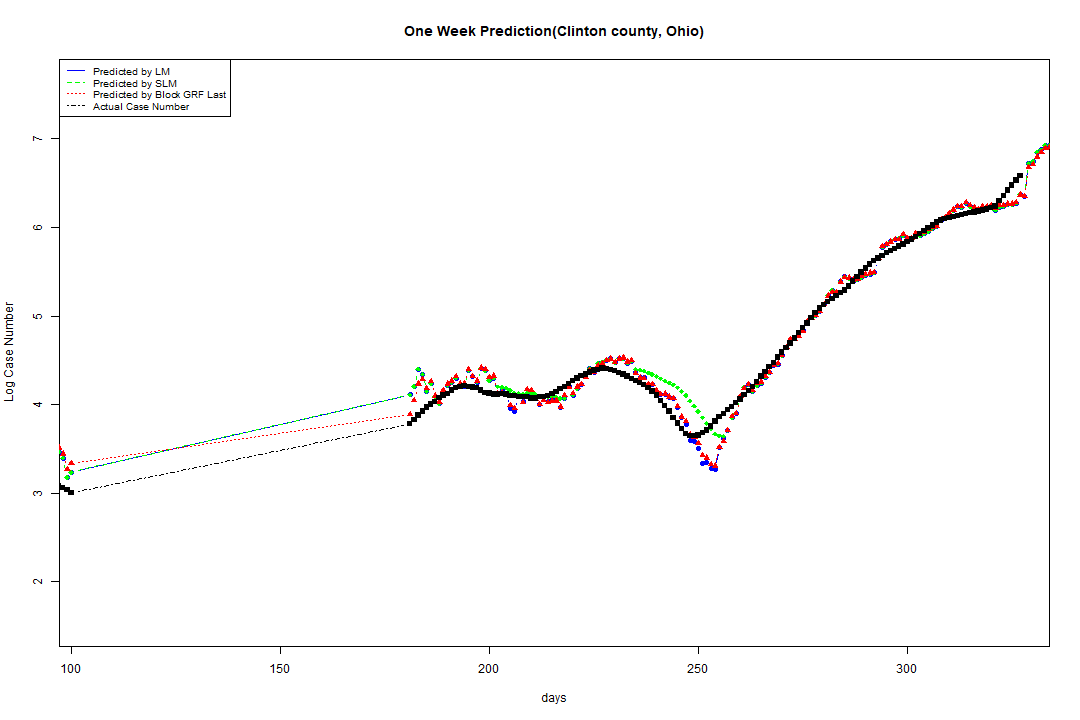 One Week Prediction(Clinton county, Ohio)
Predicted by LM
Predicted by SLM
Predicted by Block GRF Last
Actual Case Number
7
6
5
4
3
2
Log Case Number
100 150 200 250 300
days